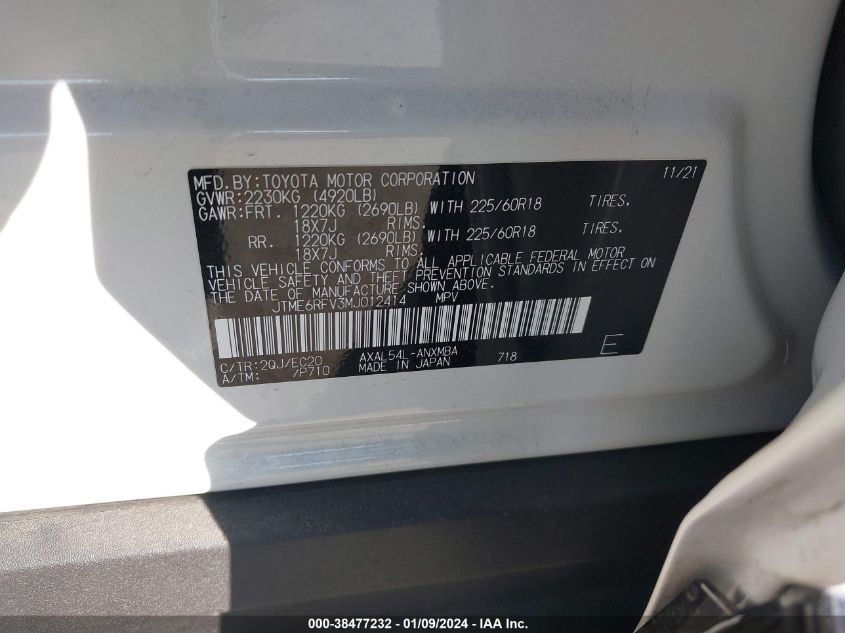 MFD.BY:TOYOTA MOTOR CORPORATION 11/21
GVWR:2230KG (4920LB)
GAWR:FRT. 1220KG (2690LB) WITH 225/60R18 TIRES.
18X7J RIMS.
RR. 1220KG (2690LB) WITH 225/60R18 TIRES.
18X7J RIMS.
THIS VEHICLE CONFORMS TO ALL APPLICABLE FEDERAL MOTOR
VEHICLE SAFETY AND THEFT PREVENTION STANDARDS IN EFFECT ON
THE DATE OF MANUFACTURE SHOWN ABOVE.
JTME6RFV3MJ012414 MPV
C/TR:2QJ/EC20 AXAL54L-ANXMBA 718 E
A/TM: /P710 MADE IN JAPAN
000-38477232 - 01/09/2024 - IAA Inc.